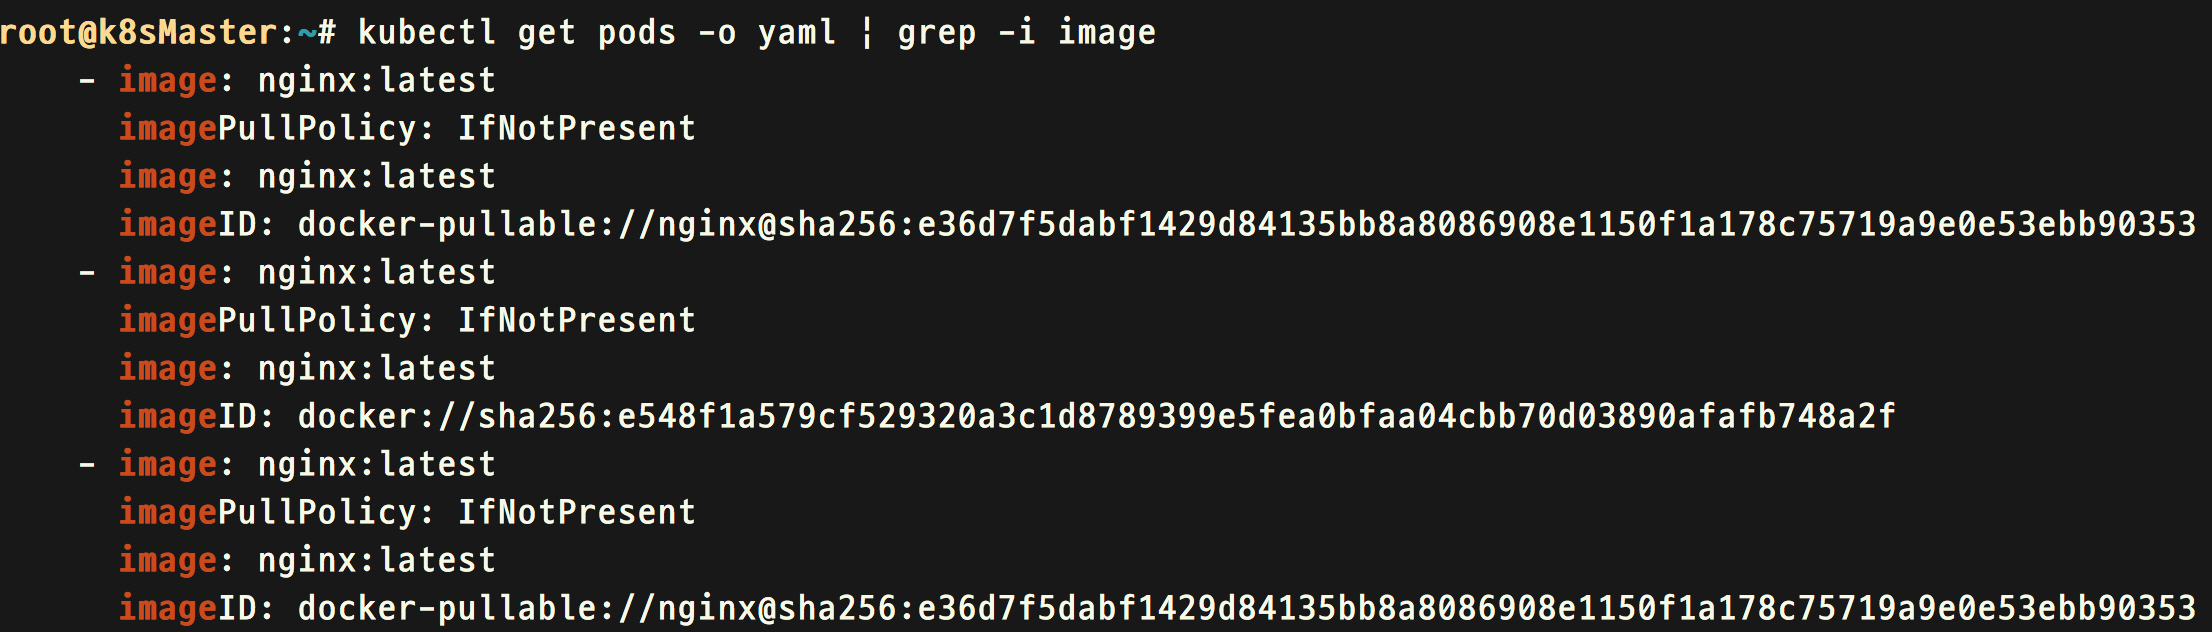 root@k8sMaster:~# kubectl get pods -o yaml | grep -i image
    - image: nginx:latest
      imagePullPolicy: IfNotPresent
      image: nginx:latest
      imageID: docker-pullable://nginx@sha256:e36d7f5dabf1429d84135bb8a8086908e1150f1a178c75719a9e0e53ebb90353
    - image: nginx:latest
      imagePullPolicy: IfNotPresent
      image: nginx:latest
      imageID: docker://sha256:e548f1a579cf529320a3c1d8789399e5fea0bfaa04cbb70d03890afafb748a2f
    - image: nginx:latest
      imagePullPolicy: IfNotPresent
      image: nginx:latest
      imageID: docker-pullable://nginx@sha256:e36d7f5dabf1429d84135bb8a8086908e1150f1a178c75719a9e0e53ebb90353